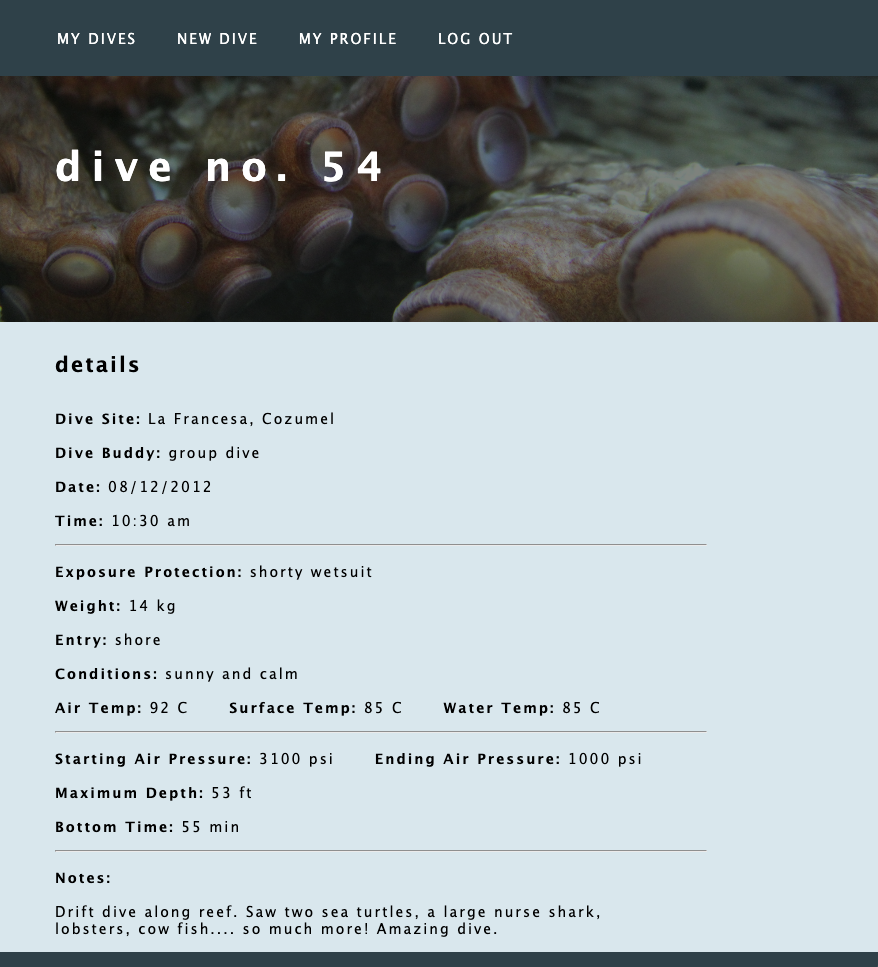 MY DIVES NEW DIVE MY PROFILE LOG OUT
dive no. 54
details
Dive Site: La Francesa, Cozumel
Dive Buddy: group dive
Date: 08/12/2012
Time: 10:30 am
Exposure Protection: shorty wetsuit
Weight: 14 kg
Entry: shore
Conditions: sunny and calm
Air Temp: 92 C Surface Temp: 85 C Water Temp: 85 C
Starting Air Pressure: 3100 psi Ending Air Pressure: 1000 psi
Maximum Depth: 53 ft
Bottom Time: 55 min
Notes:
Drift dive along reef. Saw two sea turtles, a large nurse shark,
lobsters, cow fish.... so much more! Amazing dive.